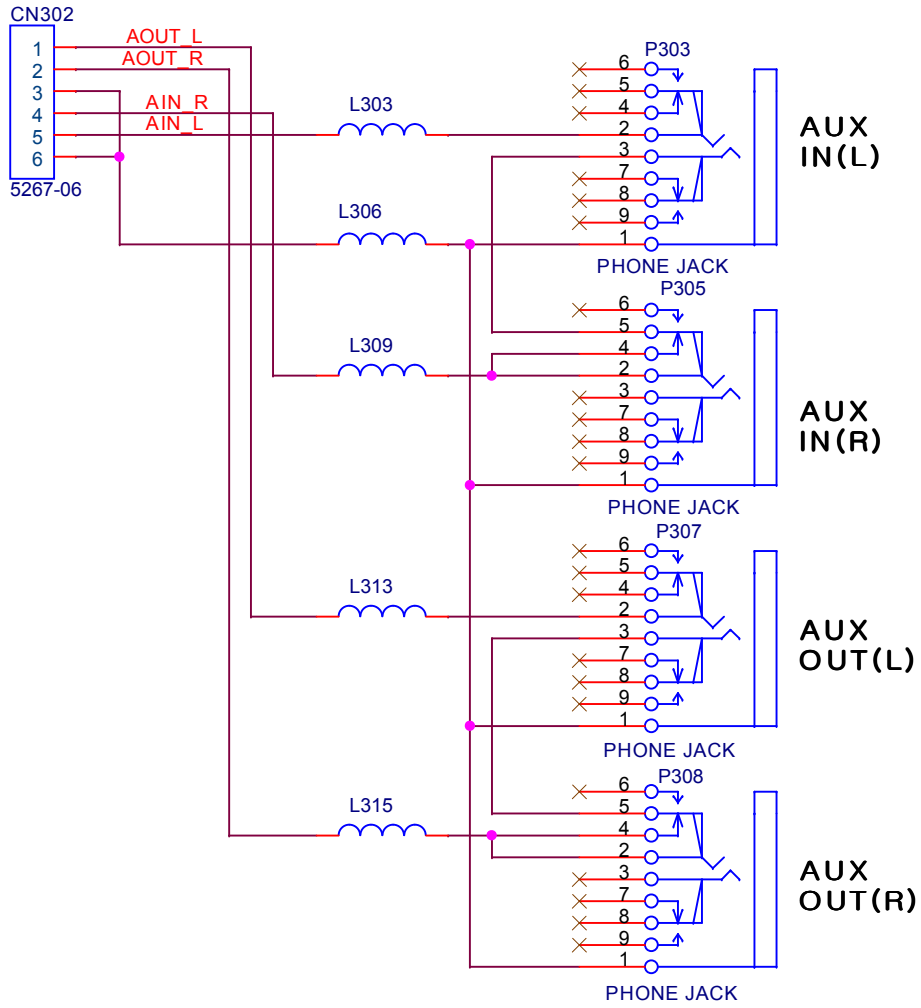 CN302
1
2
3
4
5
6
5267-06
AOUT_L
AOUT_R
AIN_R
AIN_L
L303
L306
L309
L313
L315
P303
6
5
4
2
3
7
8
9
1
PHONE JACK
AUX
IN(L)
P305
6
5
4
2
3
7
8
9
1
PHONE JACK
AUX
IN(R)
P307
6
5
4
2
3
7
8
9
1
PHONE JACK
AUX
OUT(L)
P308
6
5
4
2
3
7
8
9
1
PHONE JACK
AUX
OUT(R)